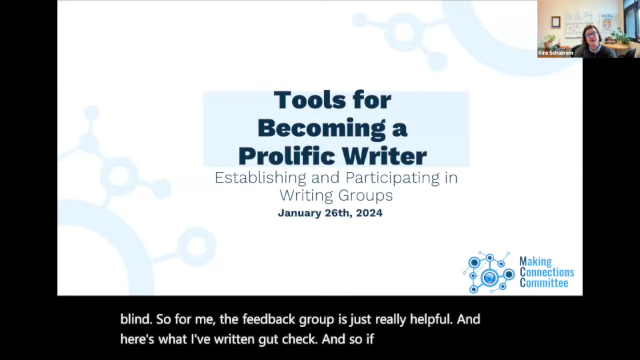 Tools for
Becoming a
Prolific Writer
Establishing and Participating in
Writing Groups
January 26th, 2024
Making
Connections
Committee
Kira Schabram
blind. So for me, the feedback group is just really helpful. And
here's what I've written gut check. And so if